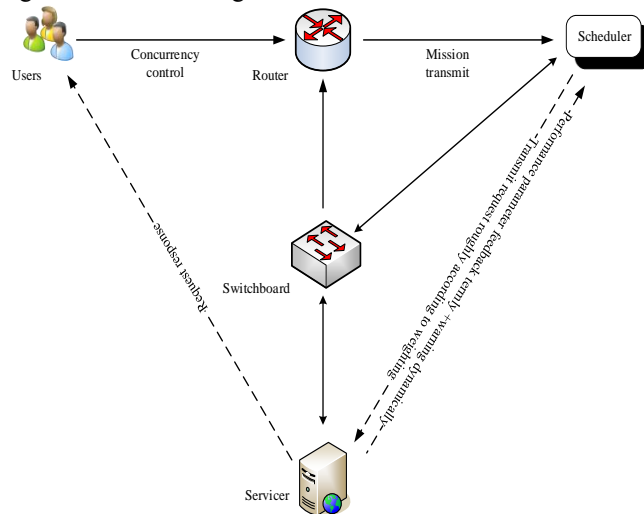 Users
Concurrency
control
Router
Mission
transmit
Scheduler
-Performance parameter feedback termly +warning dynamically
-Transmit request roughly according to weighting
-Request response
Switchboard
Servicer